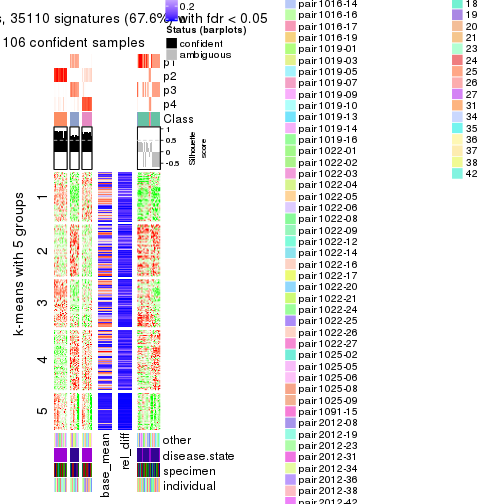 s, 35110 signatures (67.6%) with fdr < 0.05
106 confident samples
0.2
Status (barplots)
confident
ambiguous
p1
p2
p3
p4
Class
1
0.5
0
-0.5
Silhouette
score
k-means with 5 groups
1
2
3
4
5
base_mean
rel_diff
other
disease.state
specimen
individual
pair1016-14
pair1016-16
pair1016-17
pair1016-19
pair1019-01
pair1019-03
pair1019-05
pair1019-07
pair1019-10
pair1019-13
pair1019-14
pair1019-16
pair1022-01
pair1022-02
pair1022-03
pair1022-04
pair1022-05
pair1022-06
pair1022-08
pair1022-09
pair1022-12
pair1022-14
pair1022-16
pair1022-17
pair1022-20
pair1022-21
pair1022-24
pair1022-25
pair1022-26
pair1022-27
pair1025-02
pair1025-05
pair1025-06
pair1025-08
pair1025-09
pair1091-15
pair2012-08
pair2012-19
pair2012-23
pair2012-31
pair2012-34
pair2012-36
pair2012-38
pair2012-42
18
19
20
21
24
25
26
27
31
34
35
36
37
38
42